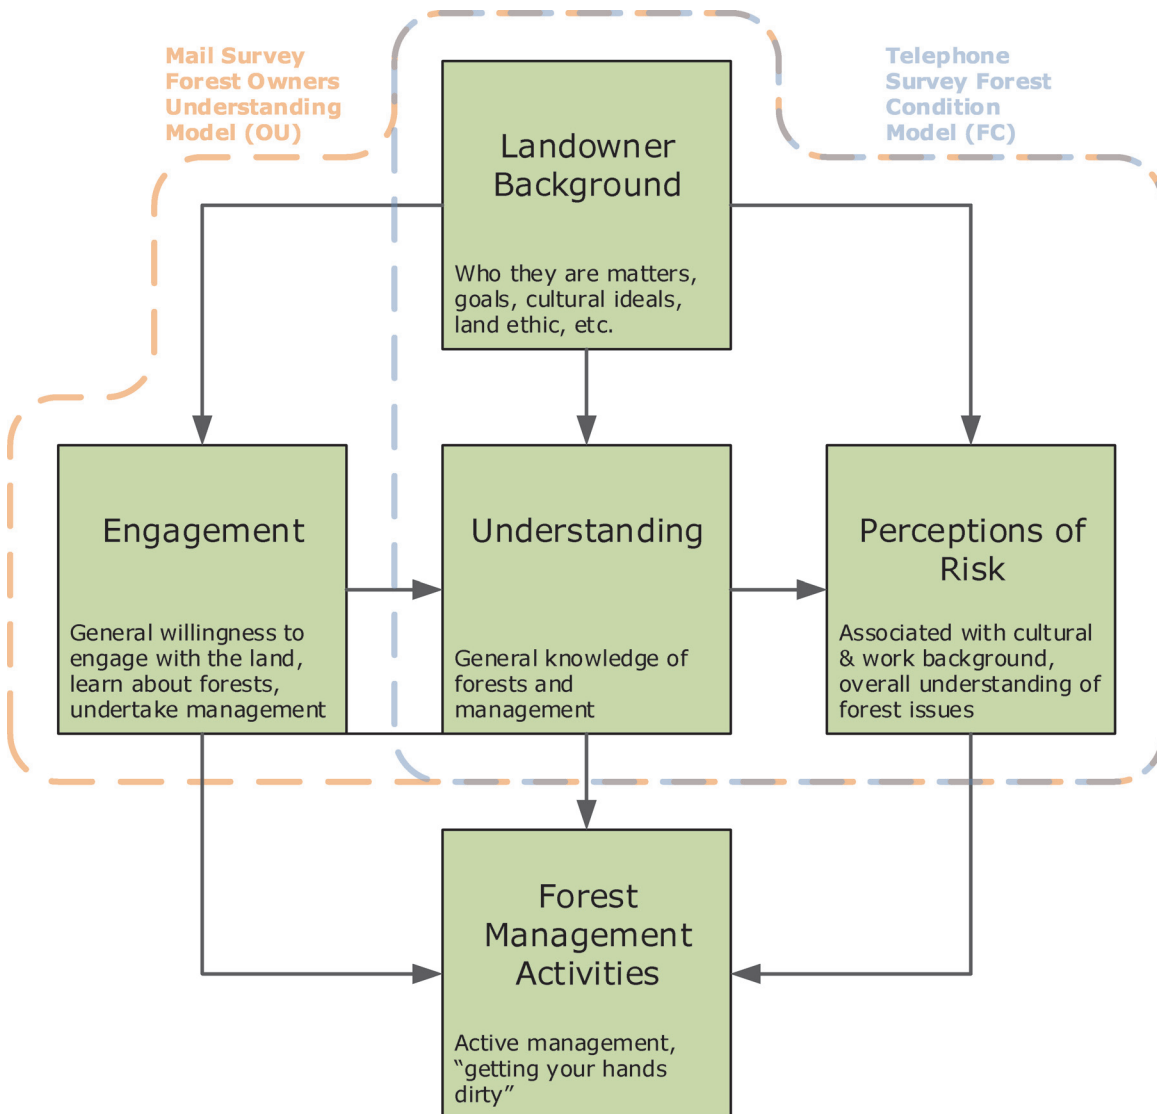 Mail Survey
Forest Owners
Understanding
Model (OU)
Telephone
Survey Forest
Condition
Model (FC)
Landowner
Background
Who they are matters,
goals, cultural ideals,
land ethic, etc.
Engagement
General willingness to
engage with the land,
learn about forests,
undertake management
Understanding
General knowledge of
forests and
management
Perceptions of
Risk
Associated with cultural
& work background,
overall understanding of
forest issues
Forest
Management
Activities
Active management,
“getting your hands
dirty”